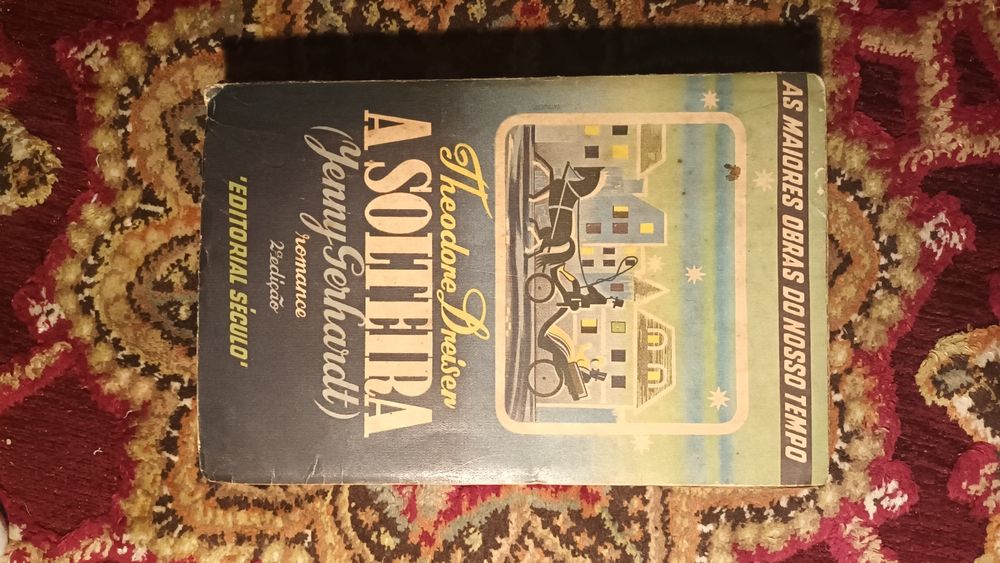 AS MAIORES OBRAS DO NOSSO TEMPO
Theodore Dreiser
A SOLTEIRA
(Jenny Gerhardt)
romance
2ª edição
'EDITORIAL SÉCULO'